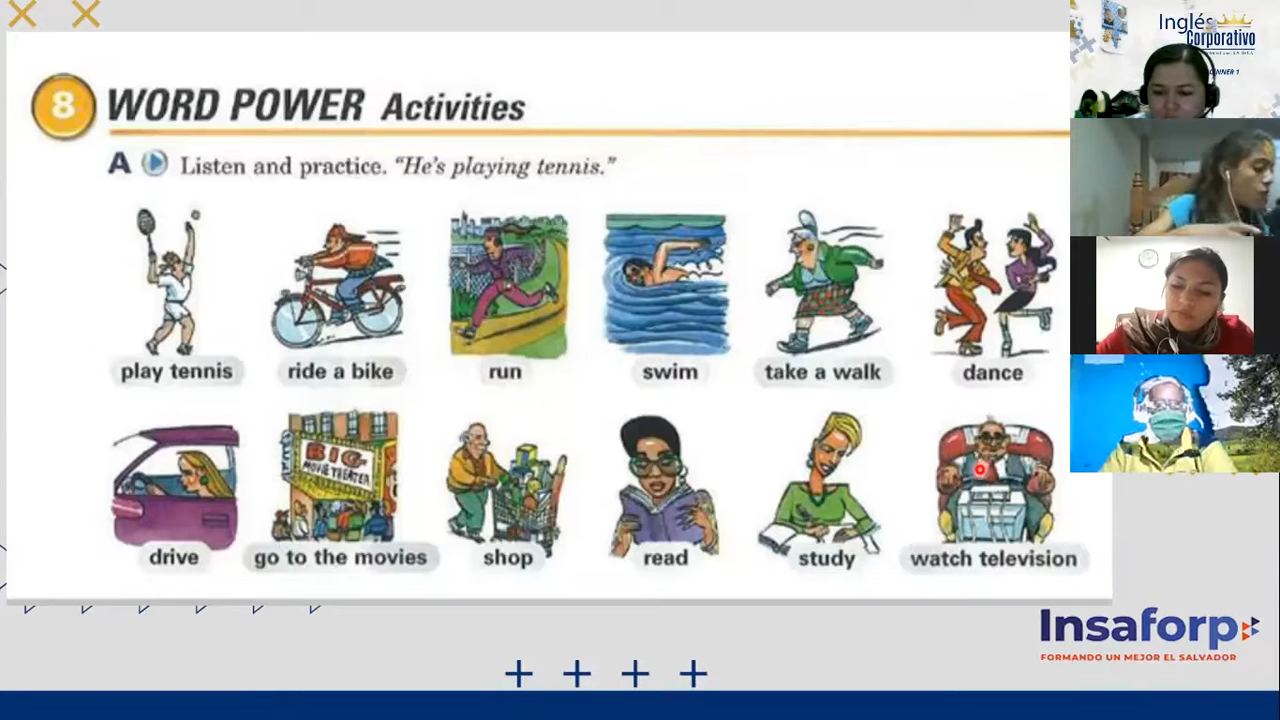 Inglés
Corporativo
8 WORD POWER Activities
A Listen and practice. "He's playing tennis."
play tennis ride a bike run swim take a walk dance
BIG
MOVIE THEATER
drive go to the movies shop read study watch television
Insaforp
FORMANDO UN MEJOR EL SALVADOR